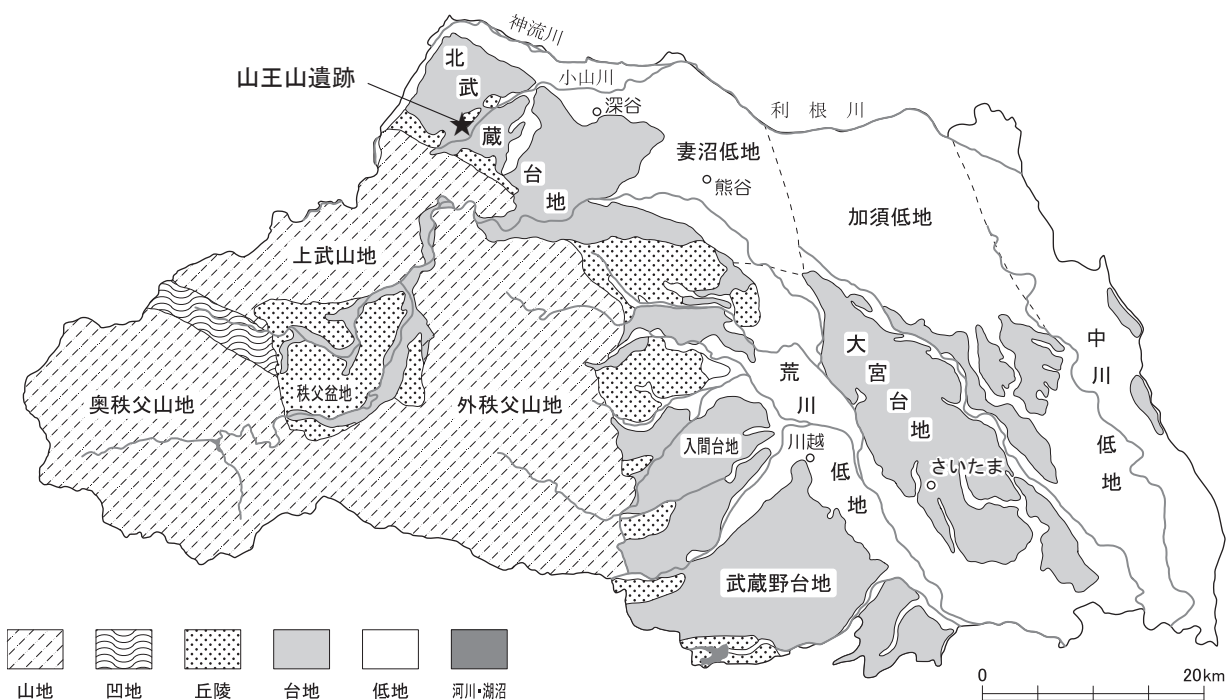 神流川
北武蔵台地
山王山遺跡
小山川
深谷
利根川
妻沼低地
熊谷
加須低地
上武山地
奥秩父山地
秩父盆地
外秩父山地
大宮台地
荒川低地
中川低地
入間台地
川越
さいたま
武蔵野台地
山地
凹地
丘陵
台地
低地
河川・湖沼
0
20km